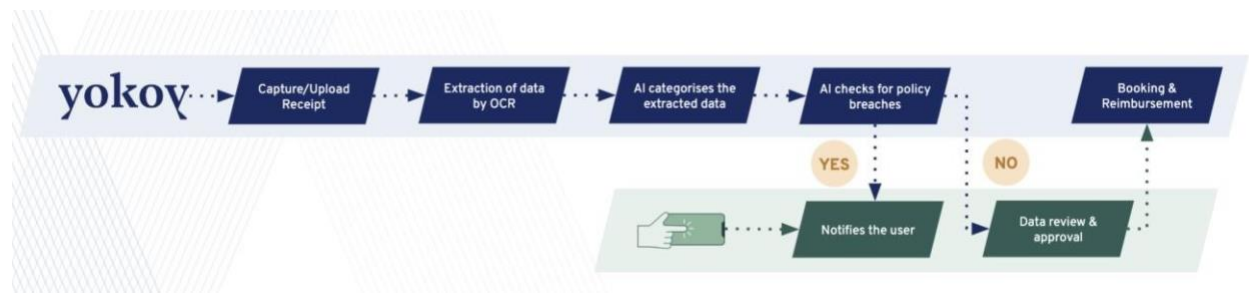 yokoy
Capture/Upload
Receipt
Extraction of data
by OCR
AI categorises the
extracted data
AI checks for policy
breaches
Booking &
Reimbursement
YES
NO
Notifies the user
Data review &
approval